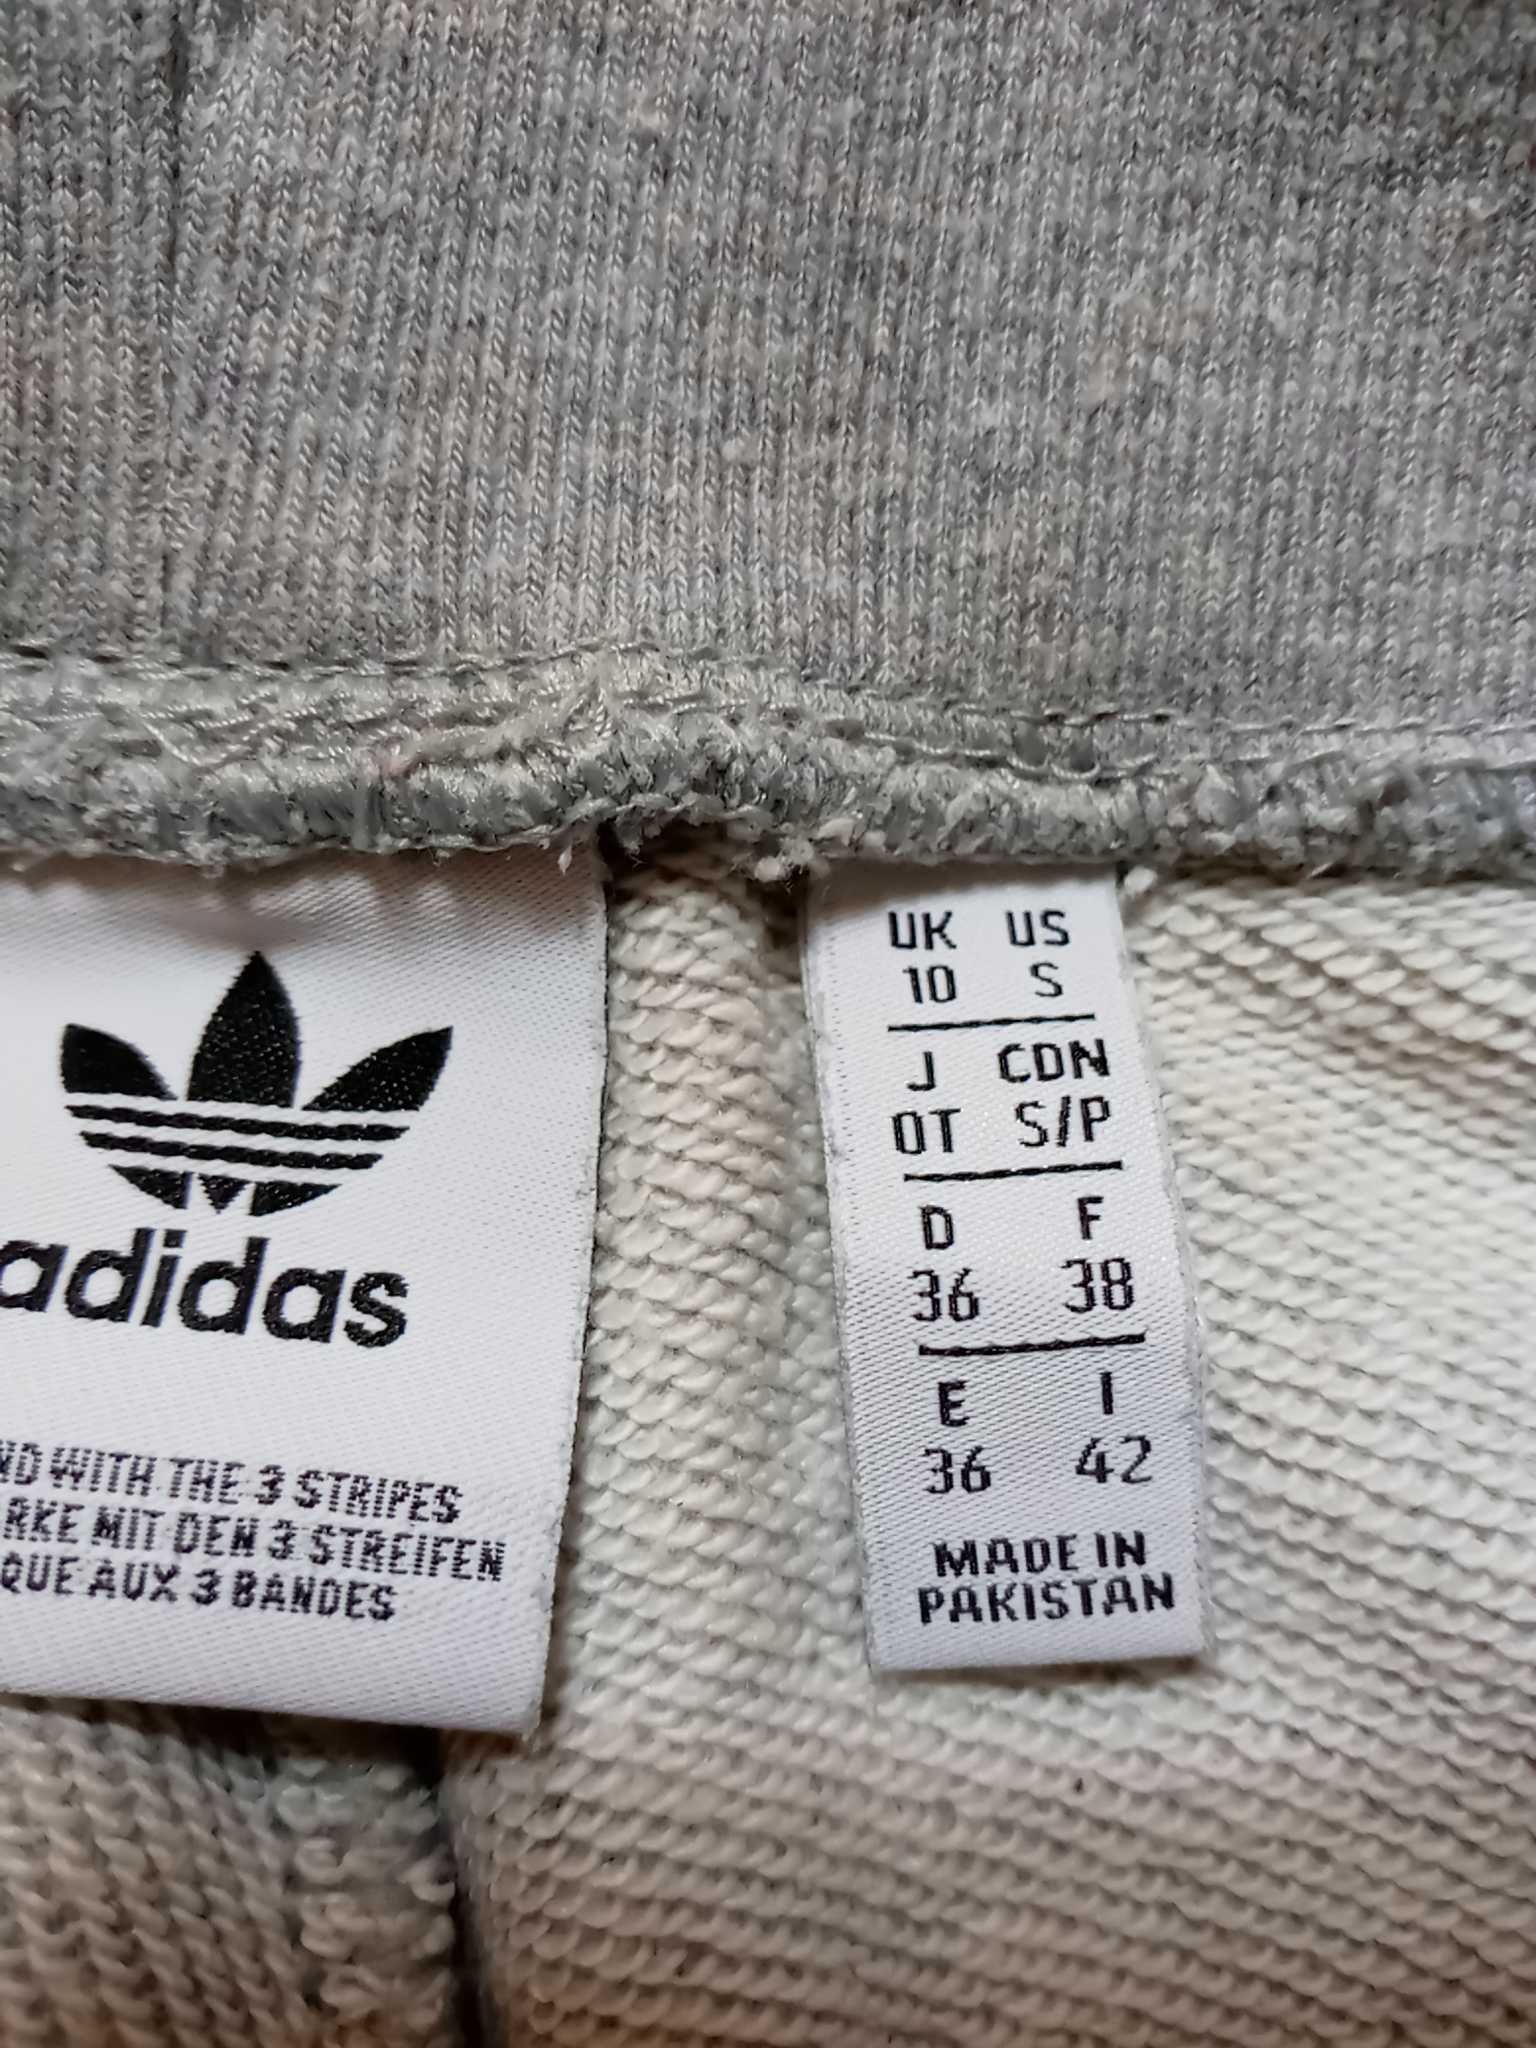 adidas
ND WITH THE 3 STRIPES
RKE MIT DEN 3 STREIFEN
QUE AUX 3 BANDES
UK US
10 S
J CDN
OT S/P
D F
36 38
E I
36 42
MADE IN
PAKISTAN